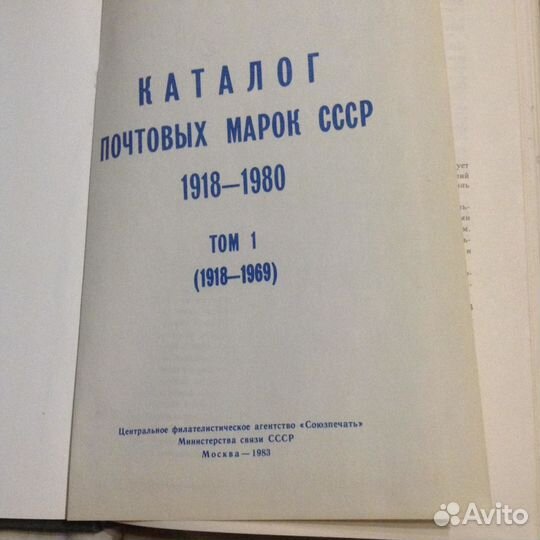 КАТАЛОГ
ПОЧТОВЫХ МАРОК СССР
1918—1980
ТОМ 1
(1918—1969)
Центральное филателистическое агентство «Союзпечать»
Министерства связи СССР
Москва — 1983
Avito